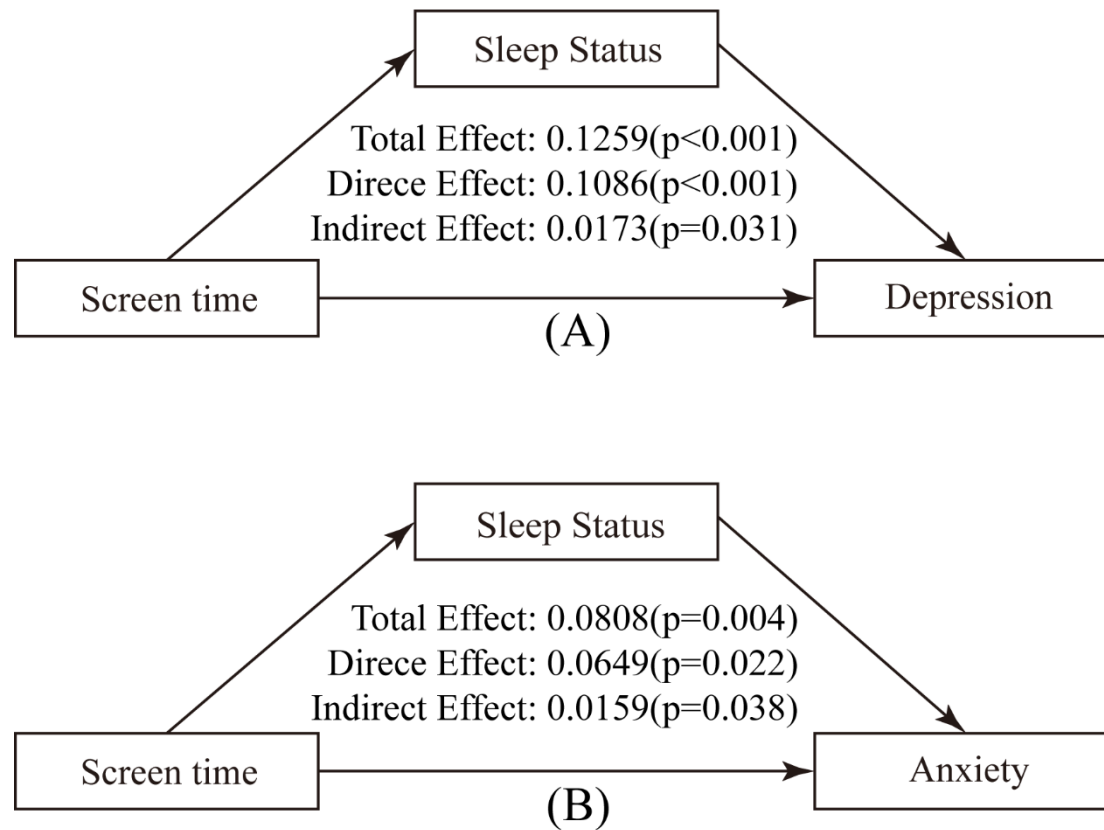 Sleep Status
Total Effect: 0.1259(p<0.001)
Direce Effect: 0.1086(p<0.001)
Indirect Effect: 0.0173(p=0.031)
Screen time
Depression
(A)
Sleep Status
Total Effect: 0.0808(p=0.004)
Direce Effect: 0.0649(p=0.022)
Indirect Effect: 0.0159(p=0.038)
Screen time
Anxiety
(B)